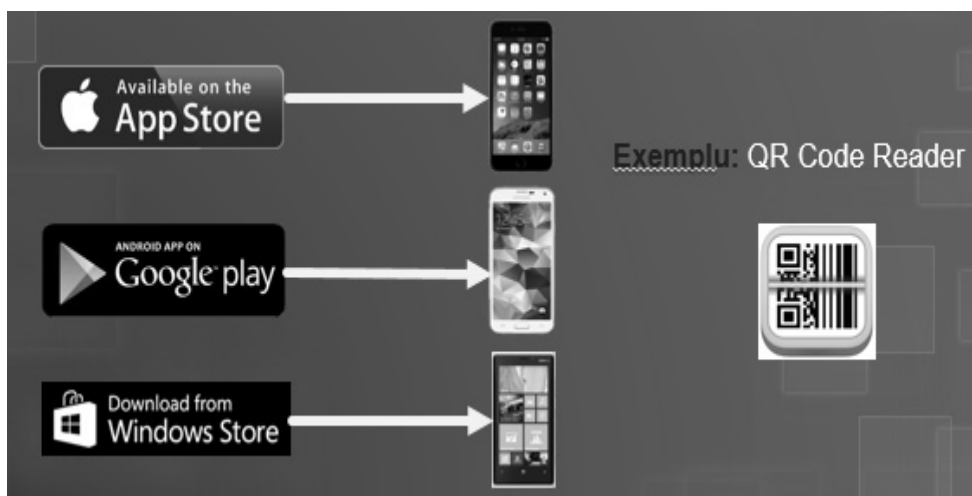 Available on the
App Store
Exemplu: QR Code Reader
ANDROID APP ON
Google play
Download from
Windows Store